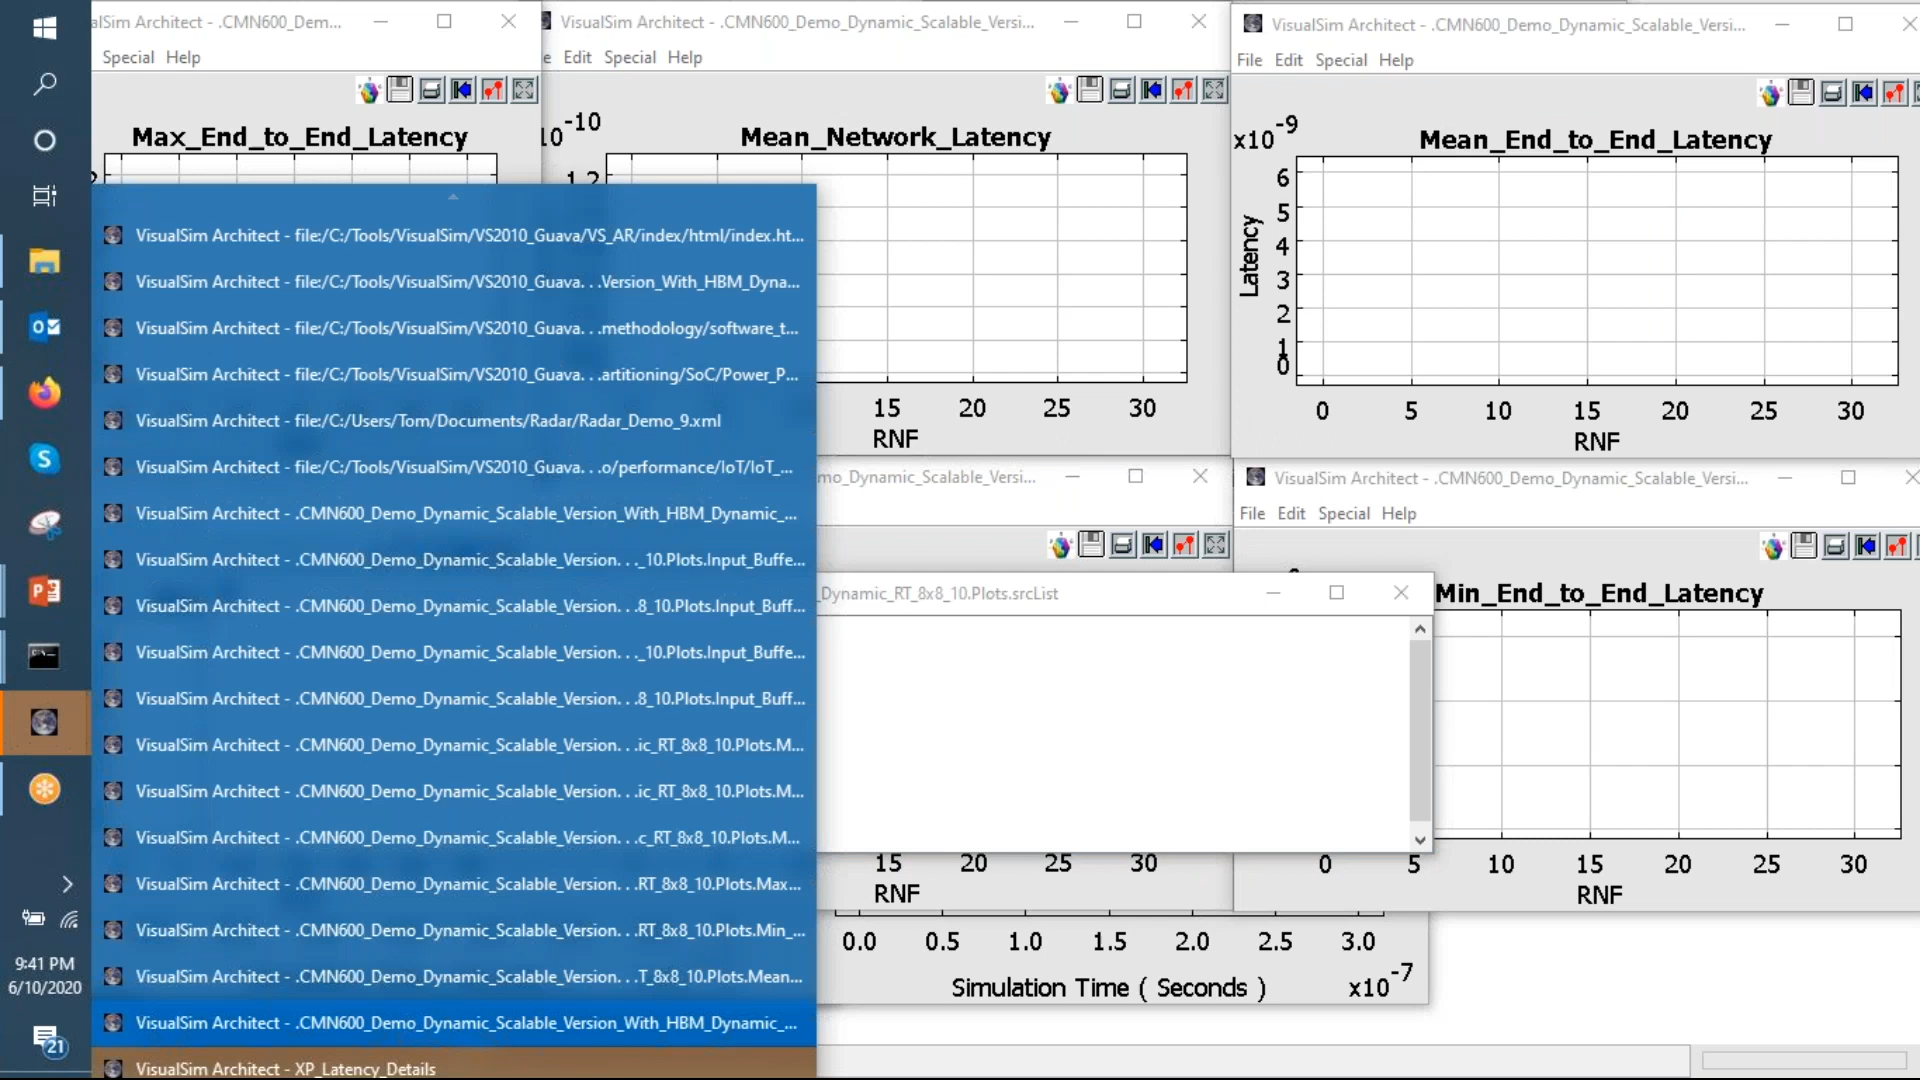 alSim Architect - .CMN600_Dem...
Special Help
Max_End_to_End_Latency
VisualSim Architect - .CMN600_Demo_Dynamic_Scalable_Versi...
e Edit Special Help
10
-10
Mean_Network_Latency
1.2
15 20 25 30
RNF
VisualSim Architect - .CMN600_Demo_Dynamic_Scalable_Versi...
File Edit Special Help
x10
-9
Mean_End_to_End_Latency
6
5
4
3
2
1
0
Latency
0 5 10 15 20 25 30
RNF
VisualSim Architect - file:/C:/Tools/VisualSim/VS2010_Guava/VS_AR/index/html/index.ht...
VisualSim Architect - file:/C:/Tools/VisualSim/VS2010_Guava. . .Version_With_HBM_Dyna...
VisualSim Architect - file:/C:/Tools/VisualSim/VS2010_Guava. . .methodology/software_t...
VisualSim Architect - file:/C:/Tools/VisualSim/VS2010_Guava. . .artitioning/SoC/Power_P...
VisualSim Architect - file:/C:/Users/Tom/Documents/Radar/Radar_Demo_9.xml
VisualSim Architect - file:/C:/Tools/VisualSim/VS2010_Guava. . .o/performance/IoT/IoT_...
VisualSim Architect - .CMN600_Demo_Dynamic_Scalable_Version_With_HBM_Dynamic_...
VisualSim Architect - .CMN600_Demo_Dynamic_Scalable_Version. . ._10.Plots.Input_Buffe...
VisualSim Architect - .CMN600_Demo_Dynamic_Scalable_Version. . .8_10.Plots.Input_Buff...
VisualSim Architect - .CMN600_Demo_Dynamic_Scalable_Version. . ._10.Plots.Input_Buffe...
VisualSim Architect - .CMN600_Demo_Dynamic_Scalable_Version. . .8_10.Plots.Input_Buff...
VisualSim Architect - .CMN600_Demo_Dynamic_Scalable_Version. . .ic_RT_8x8_10.Plots.M...
VisualSim Architect - .CMN600_Demo_Dynamic_Scalable_Version. . .ic_RT_8x8_10.Plots.M...
VisualSim Architect - .CMN600_Demo_Dynamic_Scalable_Version. . .c_RT_8x8_10.Plots.M...
VisualSim Architect - .CMN600_Demo_Dynamic_Scalable_Version. . .RT_8x8_10.Plots.Max...
VisualSim Architect - .CMN600_Demo_Dynamic_Scalable_Version. . .RT_8x8_10.Plots.Min_...
VisualSim Architect - .CMN600_Demo_Dynamic_Scalable_Version. . .T_8x8_10.Plots.Mean...
VisualSim Architect - .CMN600_Demo_Dynamic_Scalable_Version_With_HBM_Dynamic_...
VisualSim Architect - XP_Latency_Details
mo_Dynamic_Scalable_Versi...
_Dynamic_RT_8x8_10.Plots.srcList
15 20 25 30
RNF
0.0 0.5 1.0 1.5 2.0 2.5 3.0
Simulation Time ( Seconds )
x10
-7
VisualSim Architect - .CMN600_Demo_Dynamic_Scalable_Versi...
File Edit Special Help
Min_End_to_End_Latency
0 5 10 15 20 25 30
RNF
9:41 PM
6/10/2020
21